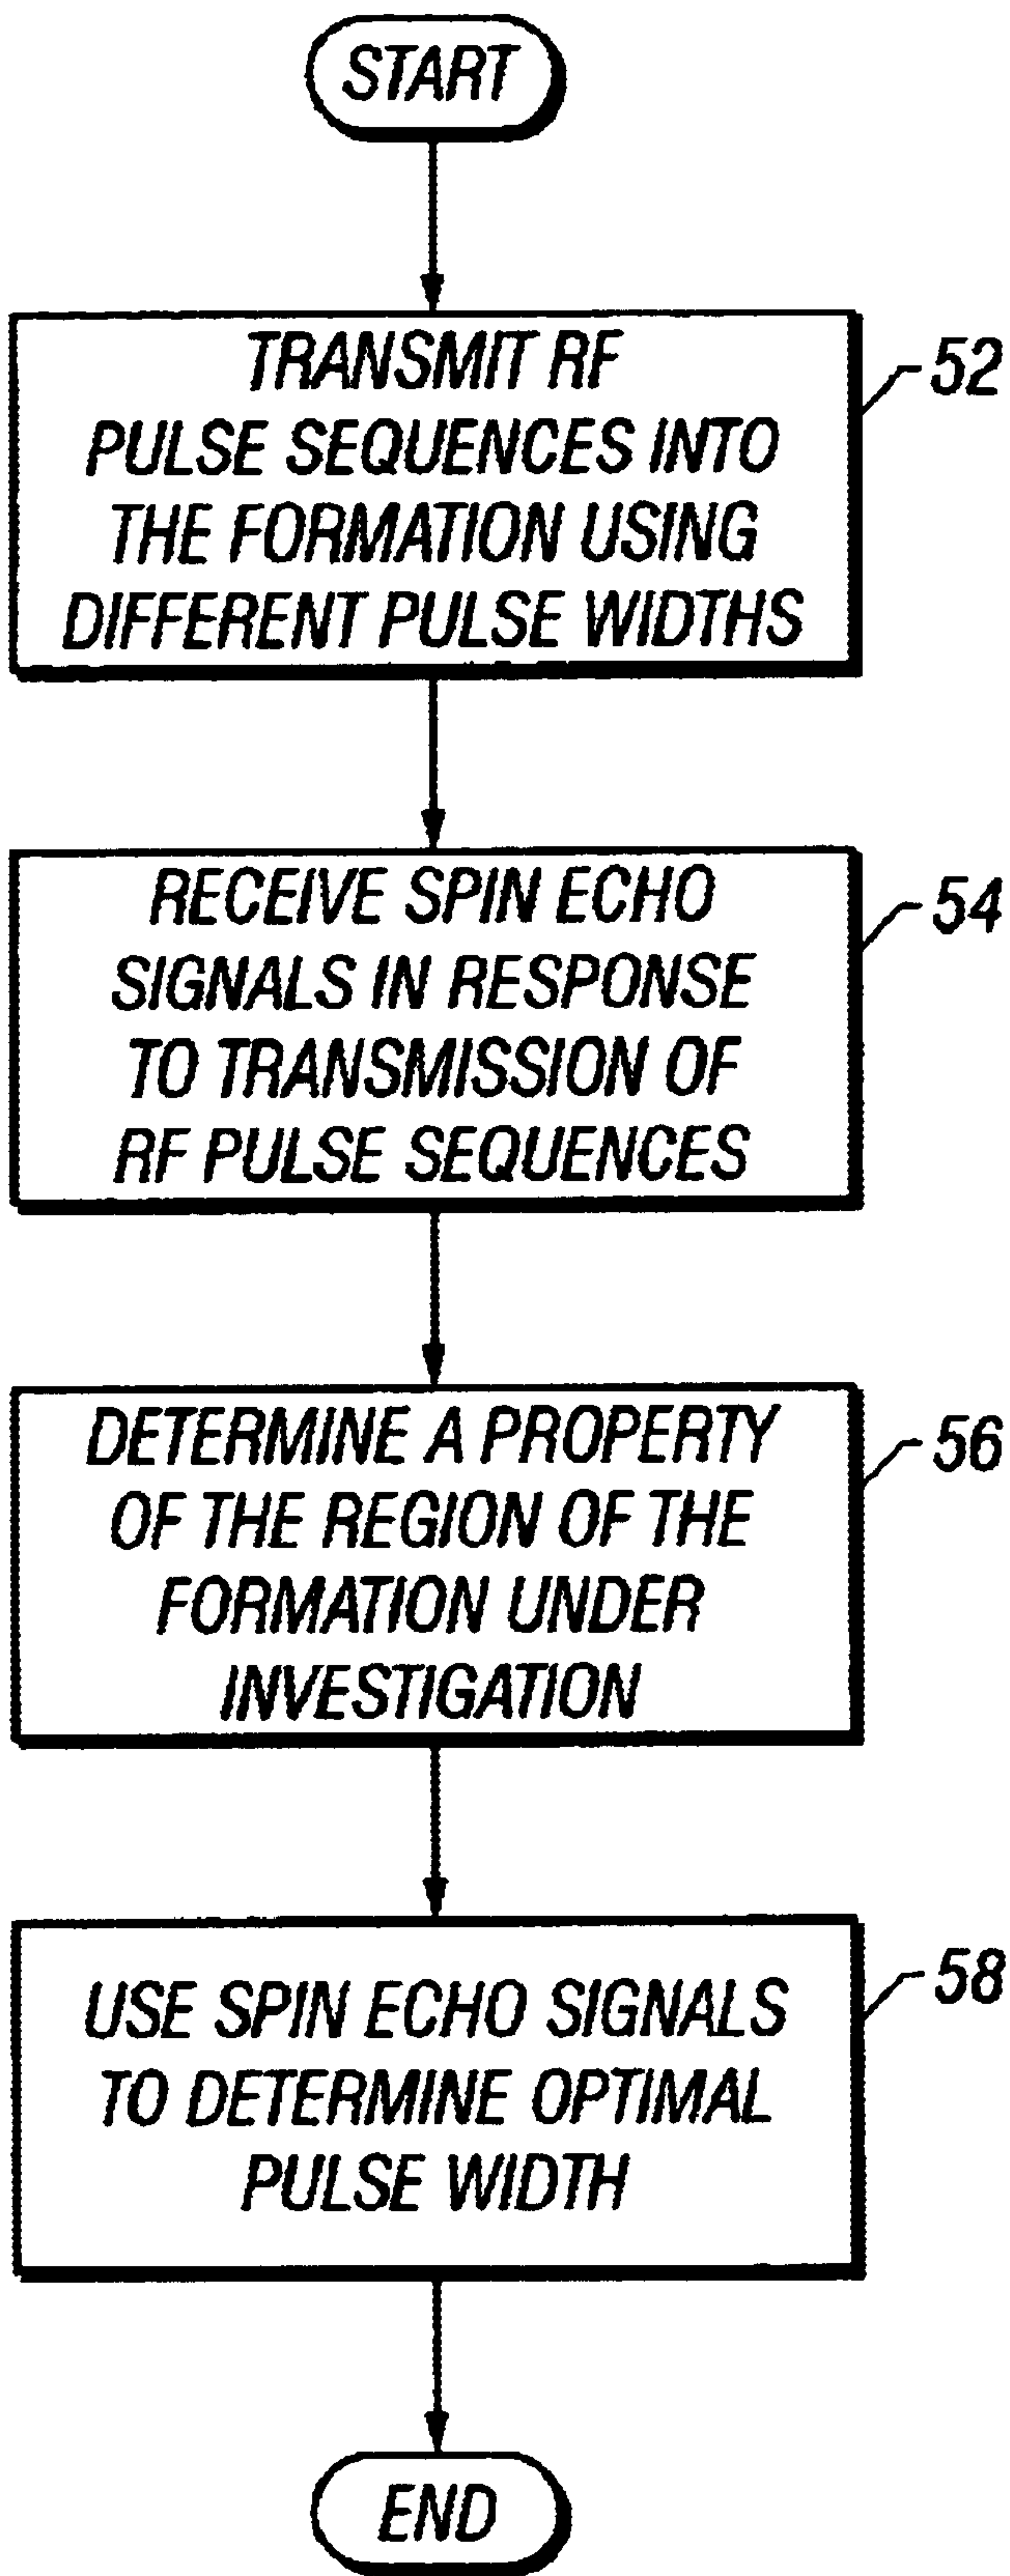 START
TRANSMIT RF
PULSE SEQUENCES INTO
THE FORMATION USING
DIFFERENT PULSE WIDTHS
52
RECEIVE SPIN ECHO
SIGNALS IN RESPONSE
TO TRANSMISSION OF
RF PULSE SEQUENCES
54
DETERMINE A PROPERTY
OF THE REGION OF THE
FORMATION UNDER
INVESTIGATION
56
USE SPIN ECHO SIGNALS
TO DETERMINE OPTIMAL
PULSE WIDTH
58
END